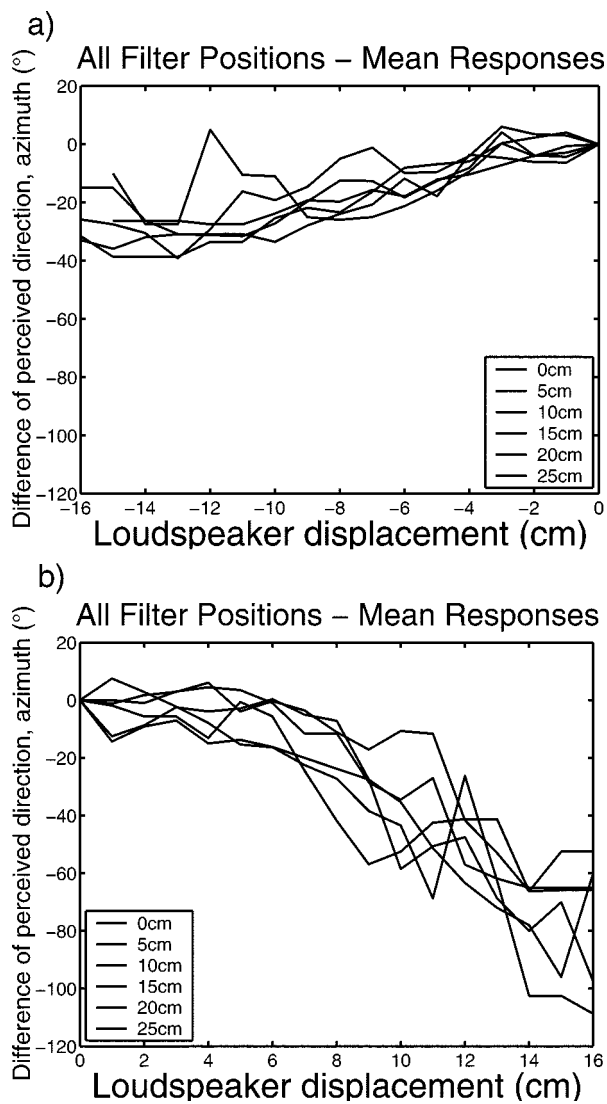 a)
All Filter Positions – Mean Responses
Difference of perceived direction, azimuth (°)
20
0
−20
−40
−60
−80
−100
−120
0cm
5cm
10cm
15cm
20cm
25cm
−16 −14 −12 −10 −8 −6 −4 −2 0
Loudspeaker displacement (cm)
b)
All Filter Positions – Mean Responses
Difference of perceived direction, azimuth (°)
20
0
−20
−40
−60
−80
−100
−120
0cm
5cm
10cm
15cm
20cm
25cm
0 2 4 6 8 10 12 14 16
Loudspeaker displacement (cm)